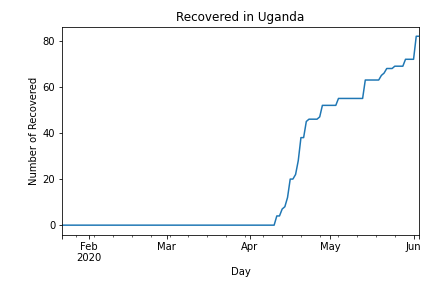 Recovered in Uganda
Number of Recovered
80
60
40
20
0
Feb
2020
Mar
Apr
May
Jun
Day